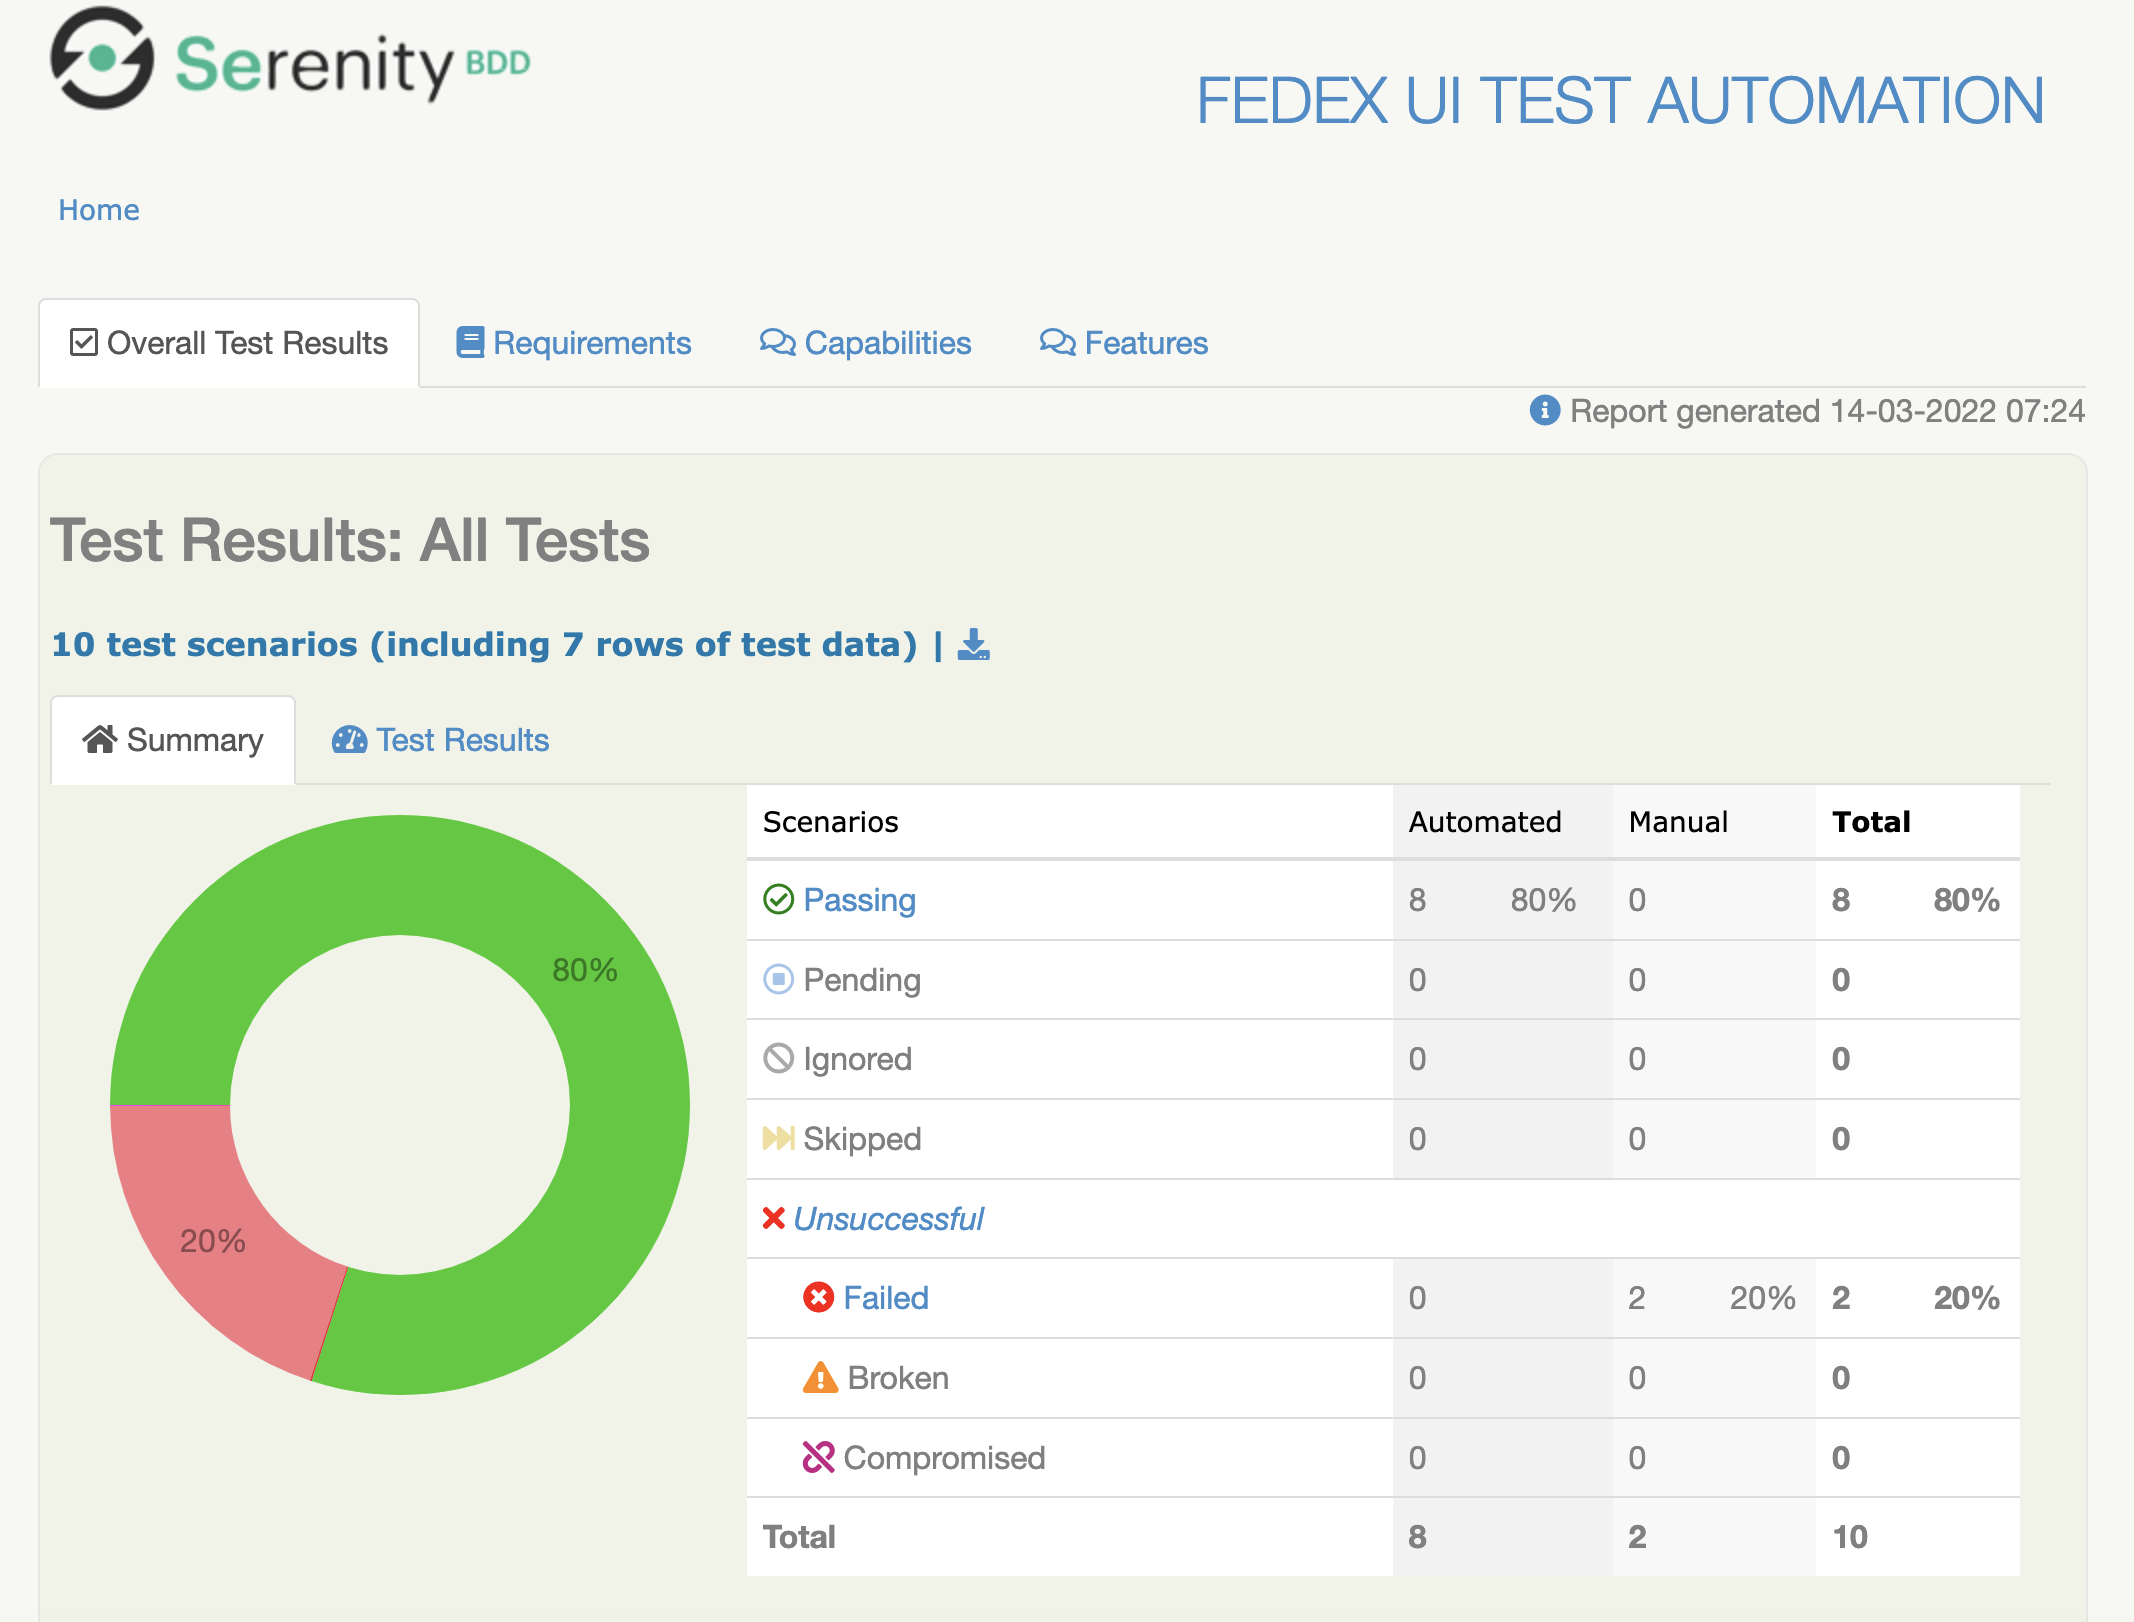 Serenity BDD
FEDEX UI TEST AUTOMATION
Home
Overall Test Results Requirements Capabilities Features
Report generated 14-03-2022 07:24
Test Results: All Tests
10 test scenarios (including 7 rows of test data) |
Summary Test Results
80%
20%
Scenarios Automated Manual Total
Passing 8 80% 0 8 80%
Pending 0 0 0
Ignored 0 0 0
Skipped 0 0 0
Unsuccessful
Failed 0 2 20% 2 20%
Broken 0 0 0
Compromised 0 0 0
Total 8 2 10